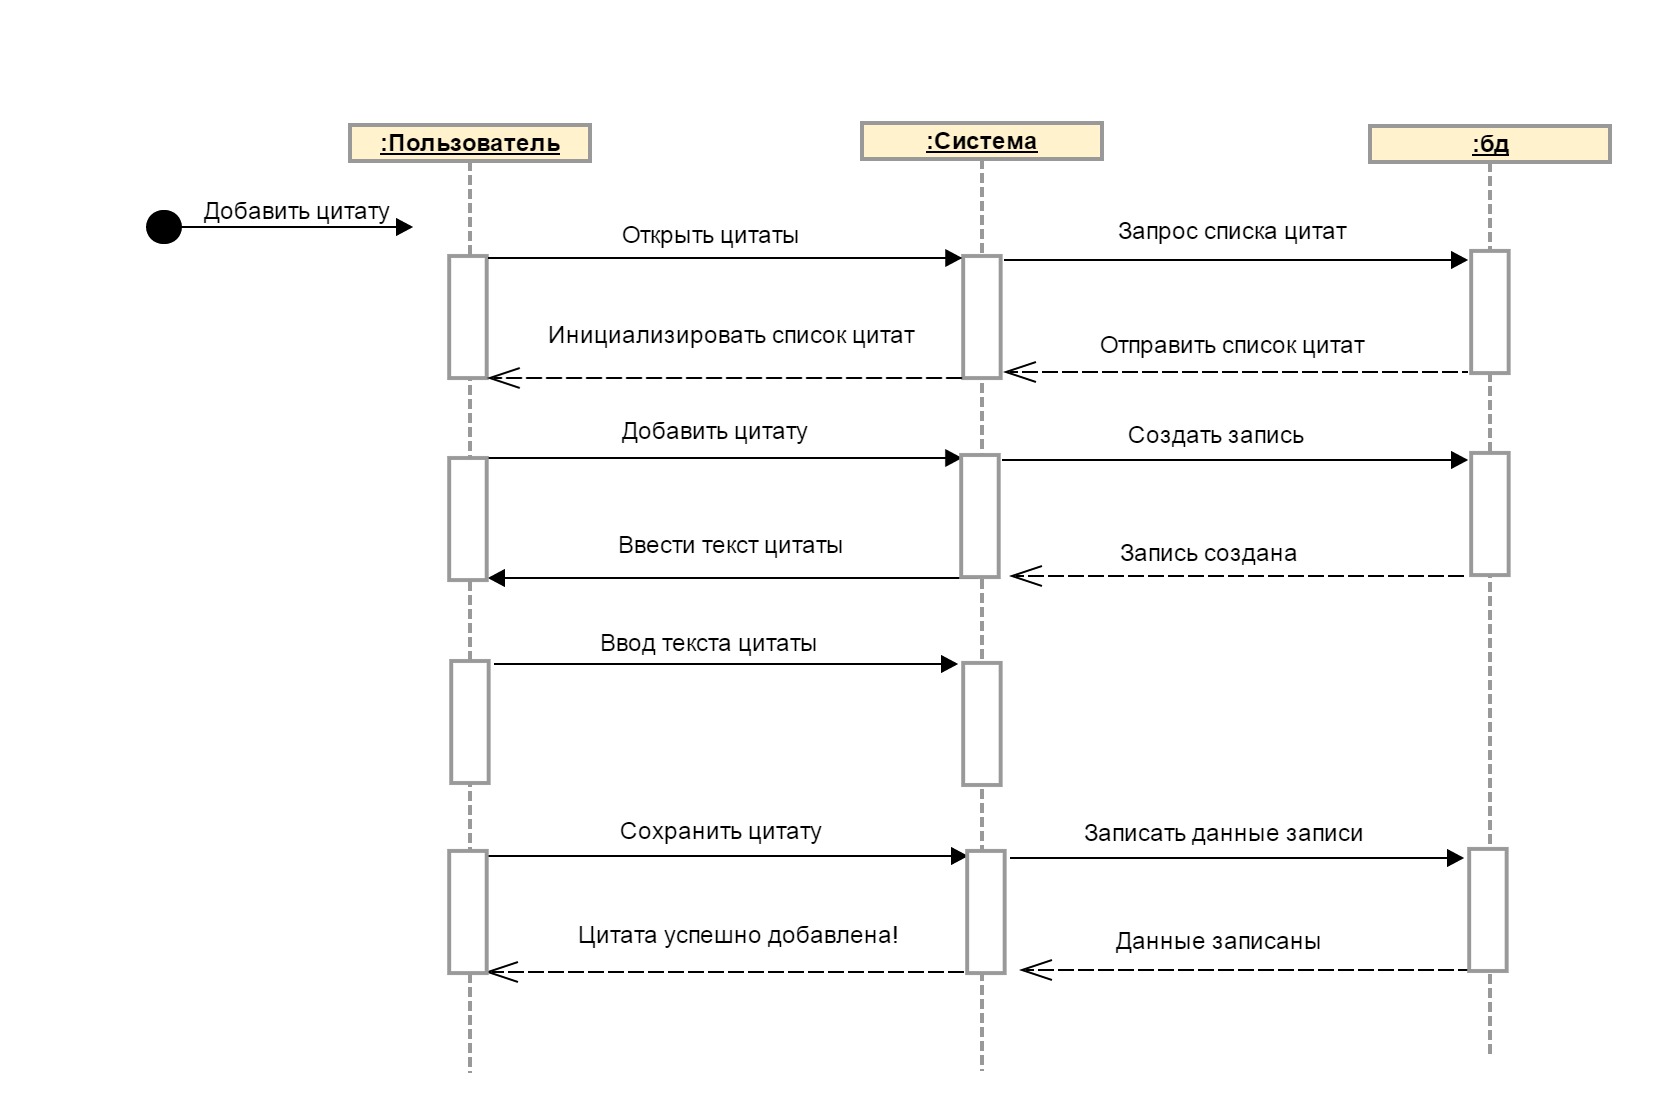 :Пользователь
:Система
:бд
Добавить цитату
Открыть цитаты
Запрос списка цитат
Инициализировать список цитат
Отправить список цитат
Добавить цитату
Создать запись
Ввести текст цитаты
Запись создана
Ввод текста цитаты
Сохранить цитату
Записать данные записи
Цитата успешно добавлена!
Данные записаны